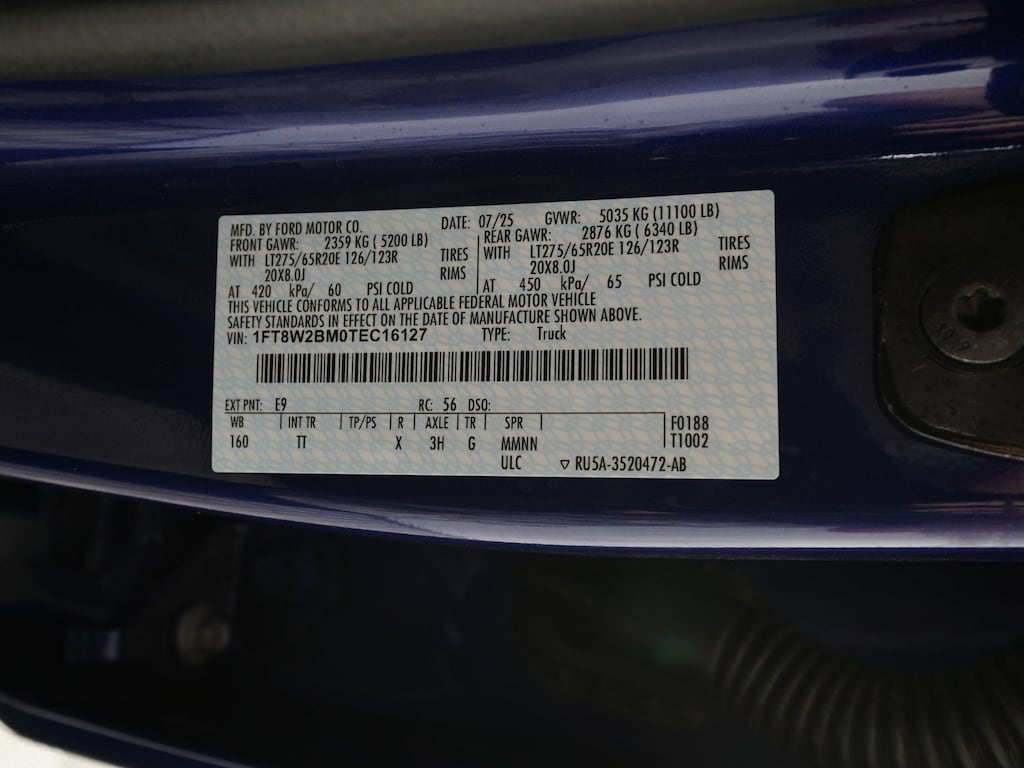 MFD. BY FORD MOTOR CO. DATE: 07/25 GVWR: 5035 KG (11100 LB)
FRONT GAWR: 2359 KG ( 5200 LB) REAR GAWR: 2876 KG ( 6340 LB)
WITH LT275/65R20E 126/123R TIRES WITH LT275/65R20E 126/123R TIRES
20X8.0J RIMS 20X8.0J RIMS
AT 420 kPa/ 60 PSI COLD AT 450 kPa/ 65 PSI COLD
THIS VEHICLE CONFORMS TO ALL APPLICABLE FEDERAL MOTOR VEHICLE
SAFETY STANDARDS IN EFFECT ON THE DATE OF MANUFACTURE SHOWN ABOVE.
VIN: 1FT8W2BM0TEC16127 TYPE: Truck
EXT PNT: E9 RC: 56 DSO:
WB INT TR TP/PS R AXLE TR SPR F0188
160 TT X 3H G MMNN T1002
ULC RU5A-3520472-AB
10.9